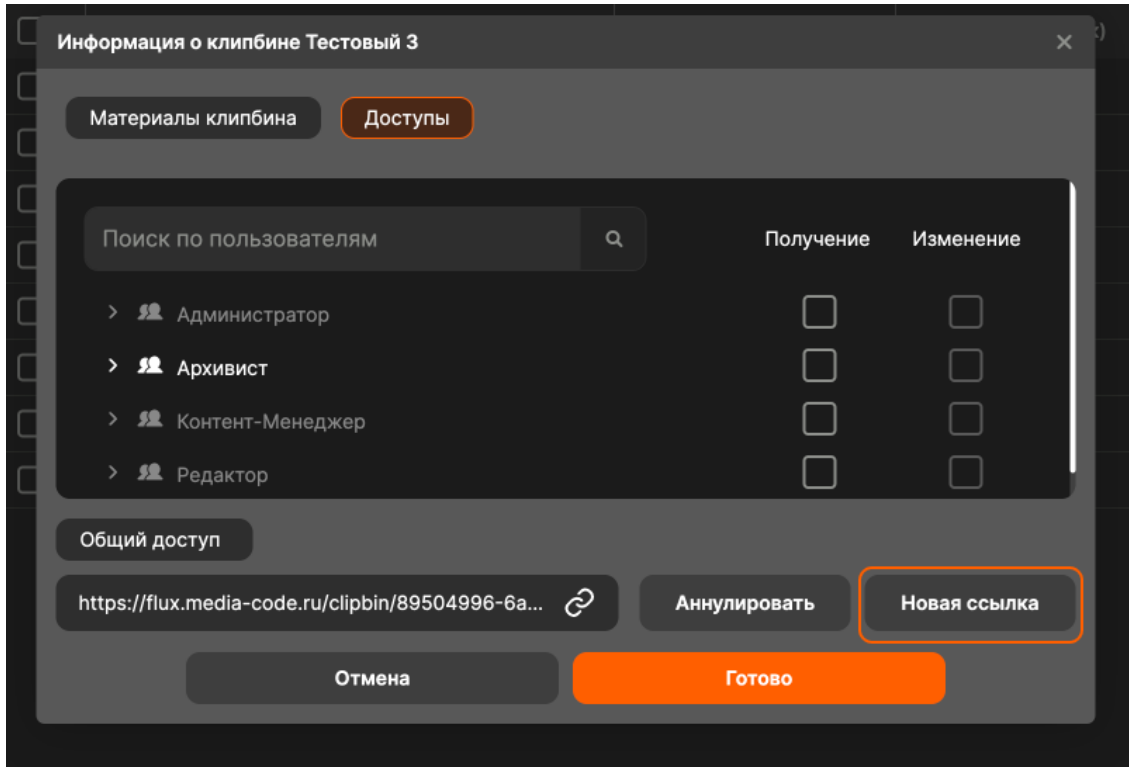 Информация о клипбине Тестовый 3
Материалы клипбина Доступы
Поиск по пользователям Получение Изменение
Администратор
Архивист
Контент-Менеджер
Редактор
Общий доступ
https://flux.media-code.ru/clipbin/89504996-6a... Аннулировать Новая ссылка
Отмена Готово